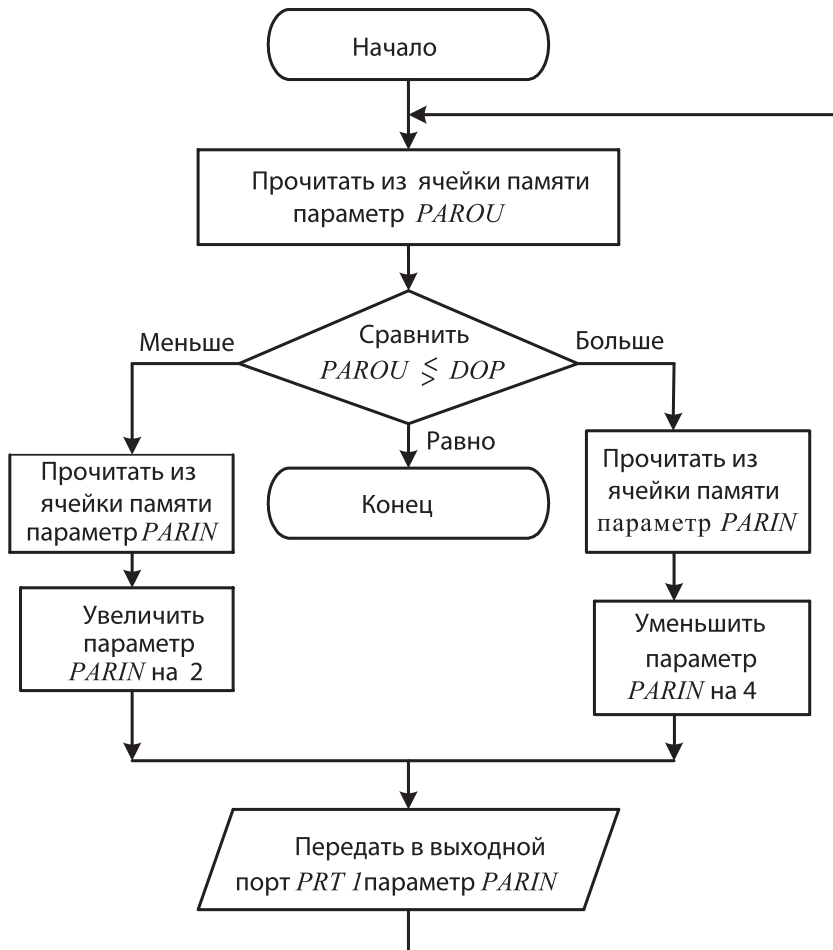 Начало
Прочитать из ячейки памяти
параметр PAROU
Сравнить
PAROU ≶ DOP
Меньше
Больше
Равно
Прочитать из
ячейки памяти
параметр PARIN
Конец
Прочитать из
ячейки памяти
параметр PARIN
Увеличить
параметр
PARIN на 2
Уменьшить
параметр
PARIN на 4
Передать в выходной
порт PRT 1 параметр PARIN